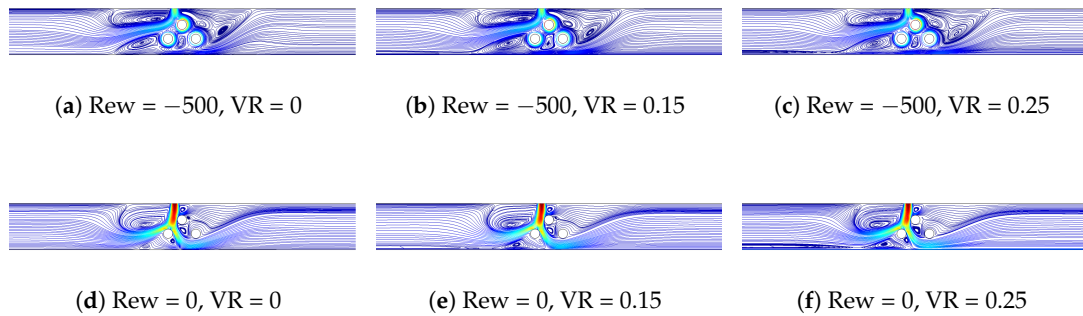 (a) Rew = −500, VR = 0
(b) Rew = −500, VR = 0.15
(c) Rew = −500, VR = 0.25
(d) Rew = 0, VR = 0
(e) Rew = 0, VR = 0.15
(f) Rew = 0, VR = 0.25